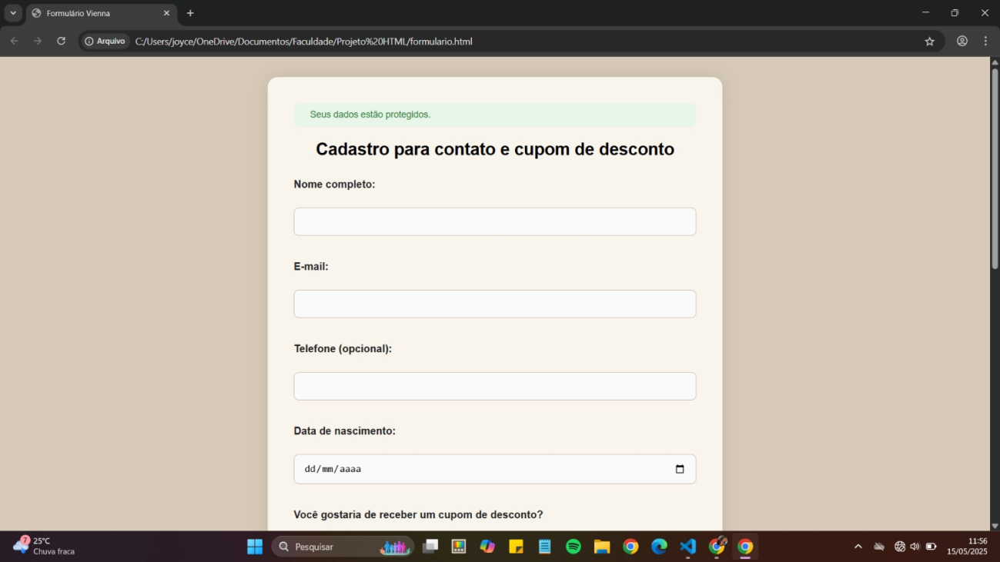 Formulário Vienna
Arquivo C:/Users/joyce/OneDrive/Documentos/Faculdade/Projeto%20HTML/formulario.html
Seus dados estão protegidos.
Cadastro para contato e cupom de desconto
Nome completo:
E-mail:
Telefone (opcional):
Data de nascimento:
dd/mm/aaaa
Você gostaria de receber um cupom de desconto?
7
25°C
Chuva fraca
Pesquisar
11:56
15/05/2025